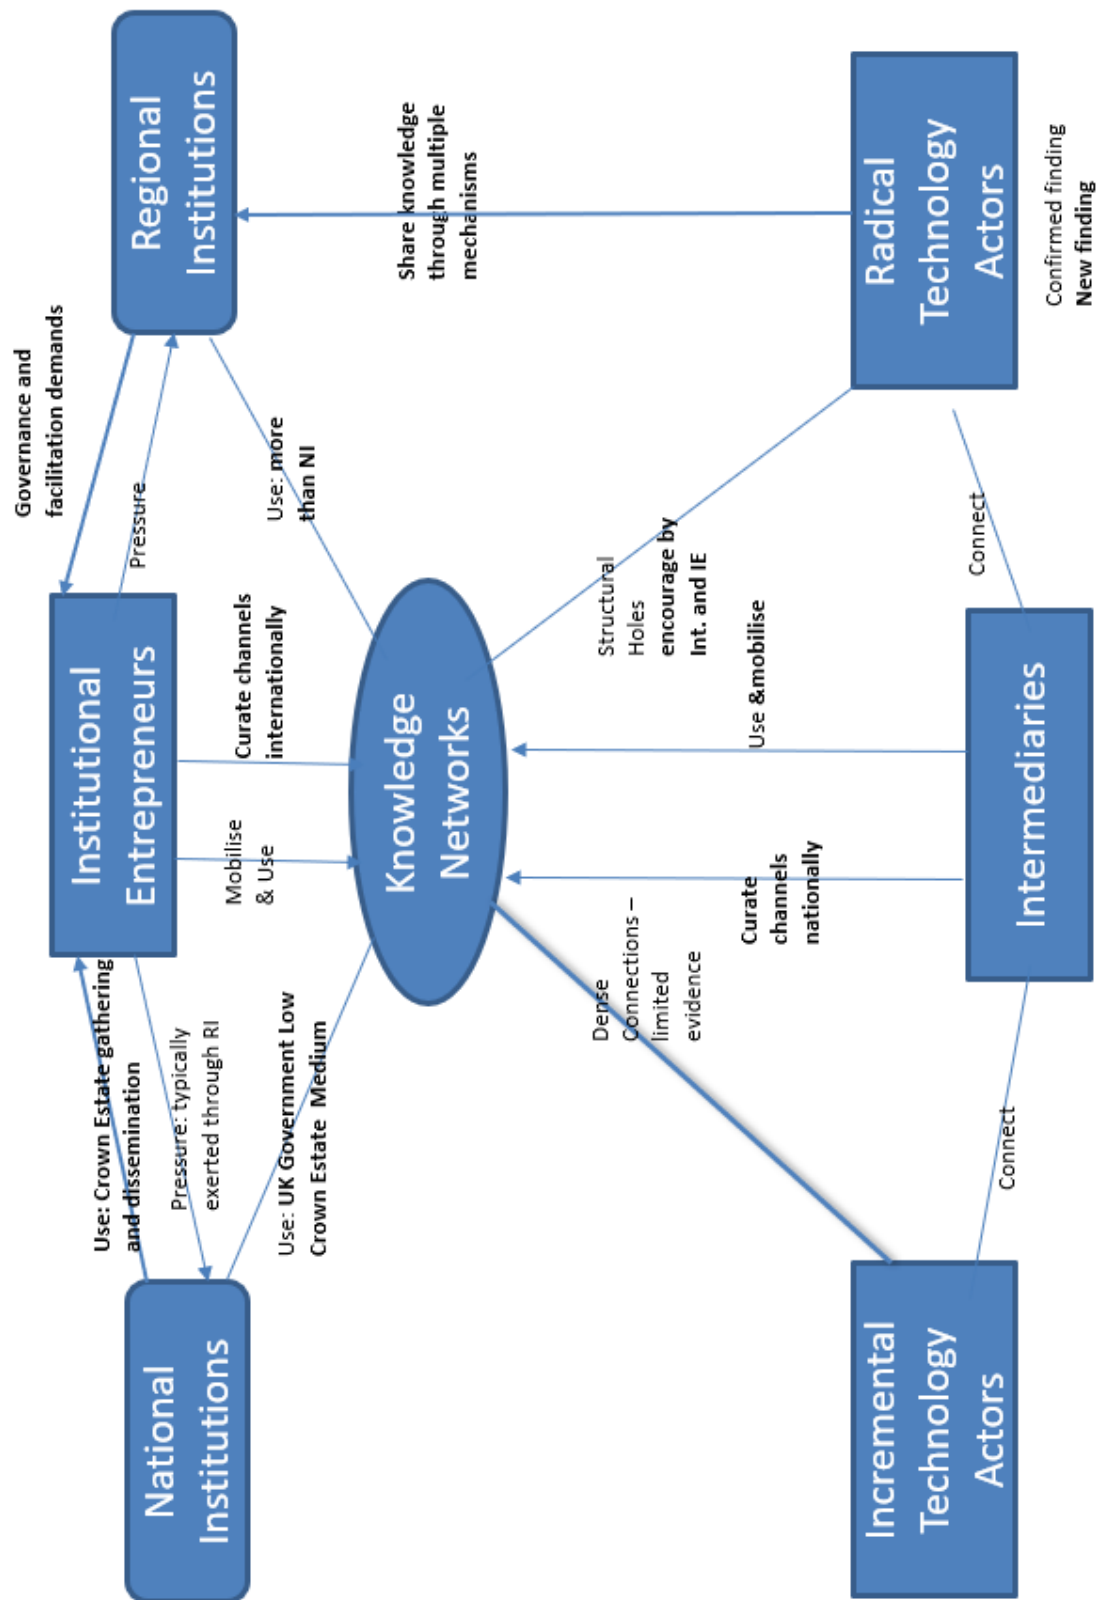 National
Institutions
Institutional
Entrepreneurs
Regional
Institutions
Governance and
facilitation demands
Use: Crown Estate gathering
and dissemination
Pressure: typically
exerted through RI
Pressure
Use: UK Government Low
Crown Estate Medium
Mobilise
& Use
Curate channels
internationally
Use: more
than NI
Knowledge
Networks
Share knowledge
through multiple
mechanisms
Dense
Connections –
limited
evidence
Structural
Holes
encourage by
Int. and IE
Curate
channels
nationally
Use &mobilise
Incremental
Technology
Actors
Connect
Intermediaries
Connect
Radical
Technology
Actors
Confirmed finding
New finding